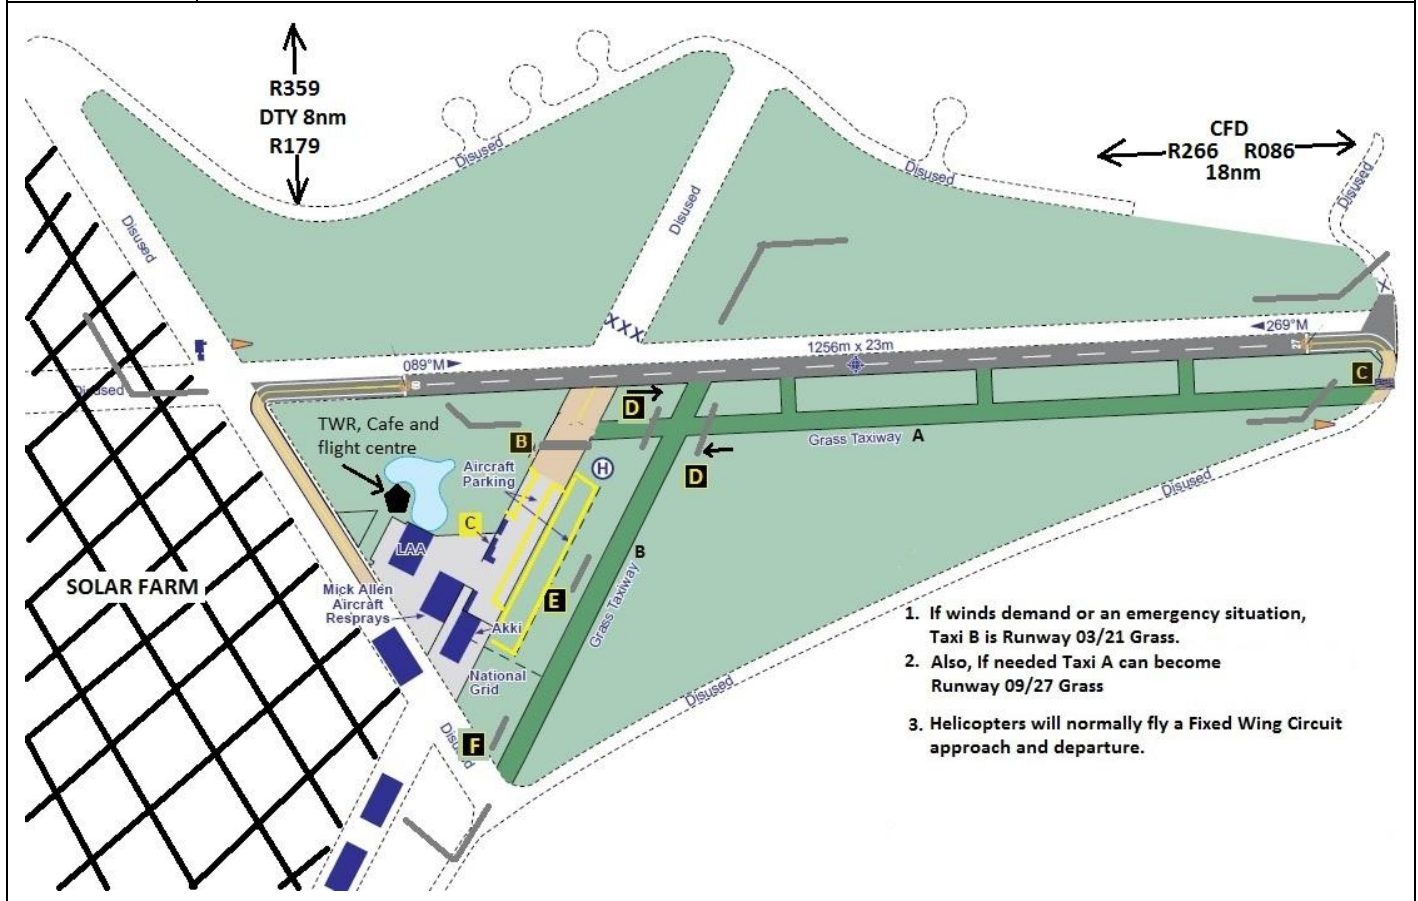 R359
DTY 8nm
R179
CFD
R266 R086
18nm
Disused
Disused
Disused
Disused
Disused
Disused
XXX
X
089°M
1256m x 23m
269°M
27
C
D
TWR, Cafe and
flight centre
B
Aircraft
Parking
H
Grass Taxiway A
D
Disused
C
LAA
B
SOLAR FARM
Mick Allen
Aircraft
Resprays
E
Grass Taxiway
Akki
National
Grid
Disused
F
Disused
1. If winds demand or an emergency situation,
Taxi B is Runway 03/21 Grass.
2. Also, If needed Taxi A can become
Runway 09/27 Grass
3. Helicopters will normally fly a Fixed Wing Circuit
approach and departure.